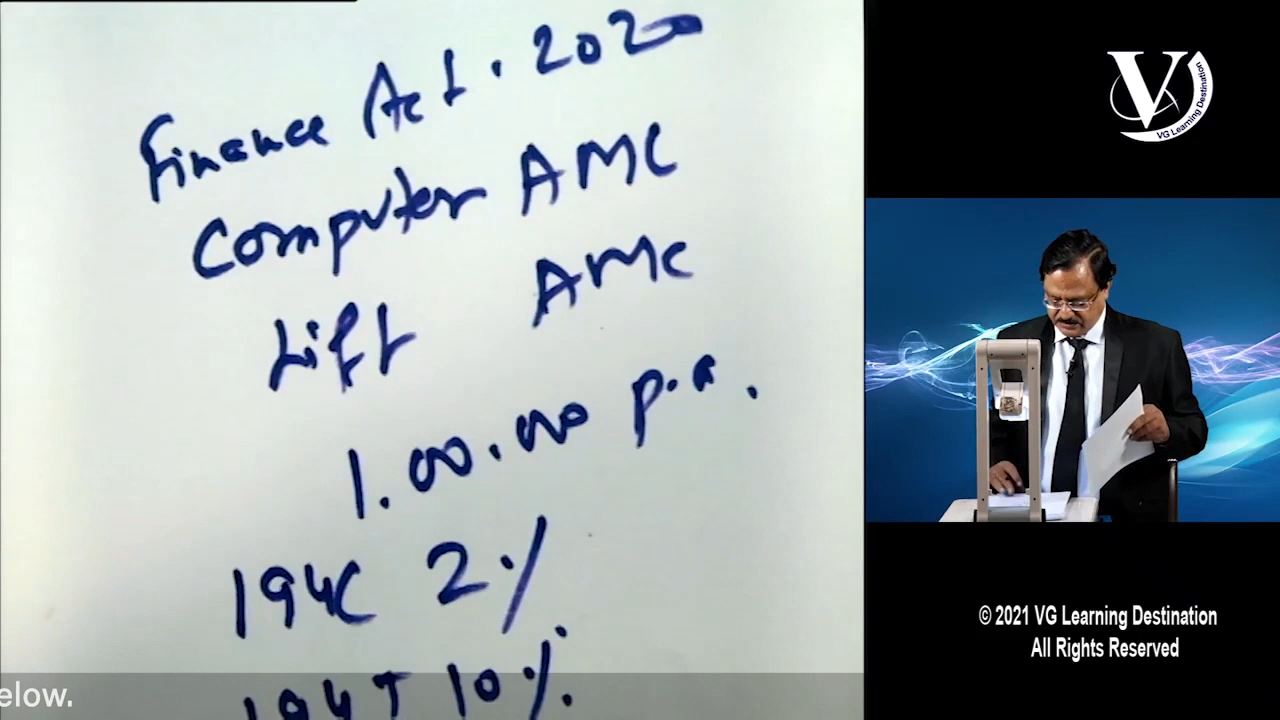 Finance Act. 2020
Computer AMC
Lift AMC
1.00.000 p.a.
194C 2%
194J 10%.
elow.
V
VG Learning Destination
© 2021 VG Learning Destination
All Rights Reserved